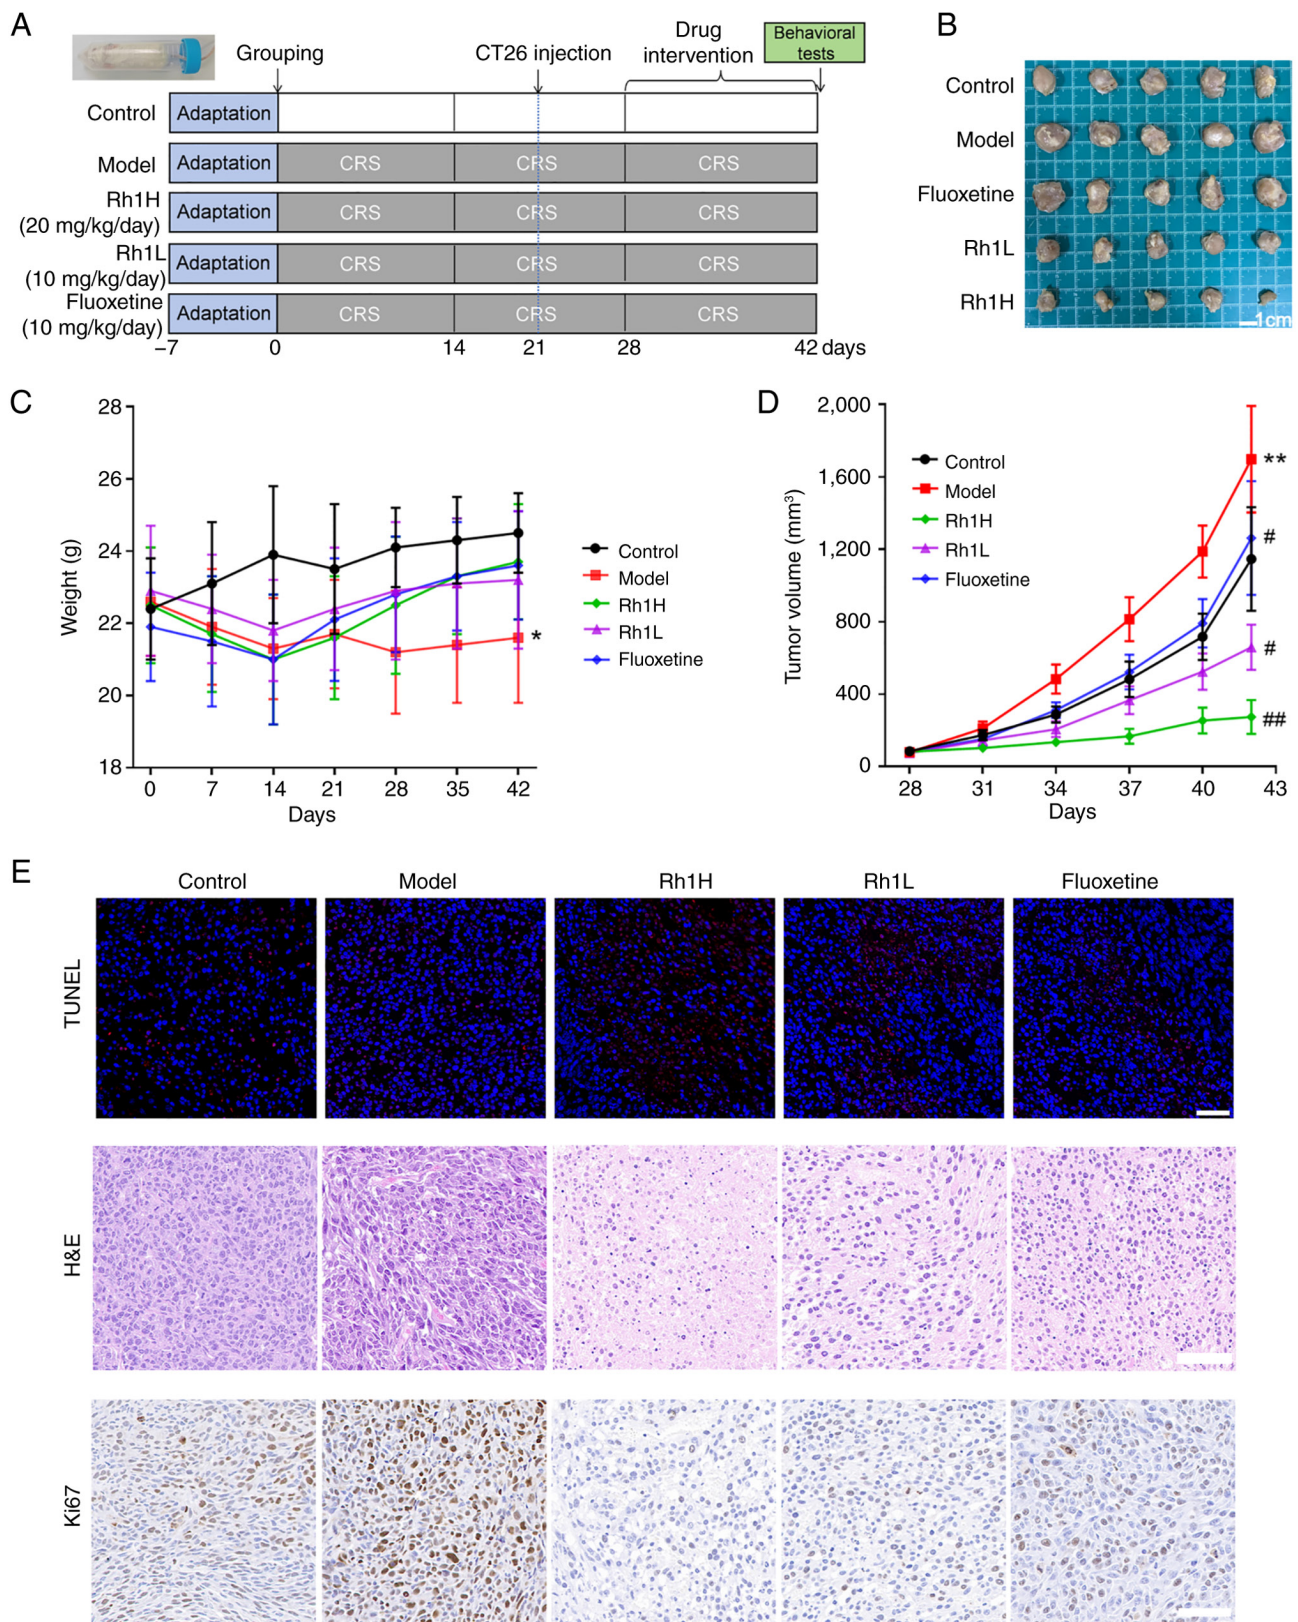 A
Grouping
CT26 injection
Drug
intervention
Behavioral
tests
Control
Adaptation
Model
Adaptation
CRS
CRS
CRS
Rh1H
(20 mg/kg/day)
Adaptation
CRS
CRS
CRS
Rh1L
(10 mg/kg/day)
Adaptation
CRS
CRS
CRS
Fluoxetine
(10 mg/kg/day)
Adaptation
CRS
CRS
CRS
−7 0 14 21 28 42 days
B
Control
Model
Fluoxetine
Rh1L
Rh1H
1cm
C
Weight (g)
28
26
24
22
20
18
0 7 14 21 28 35 42
Days
*
Control
Model
Rh1H
Rh1L
Fluoxetine
D
Tumor volume (mm³)
2,000
1,600
1,200
800
400
0
28 31 34 37 40 43
Days
Control
Model
Rh1H
Rh1L
Fluoxetine
**
#
#
##
E
Control Model Rh1H Rh1L Fluoxetine
TUNEL
H&E
Ki67